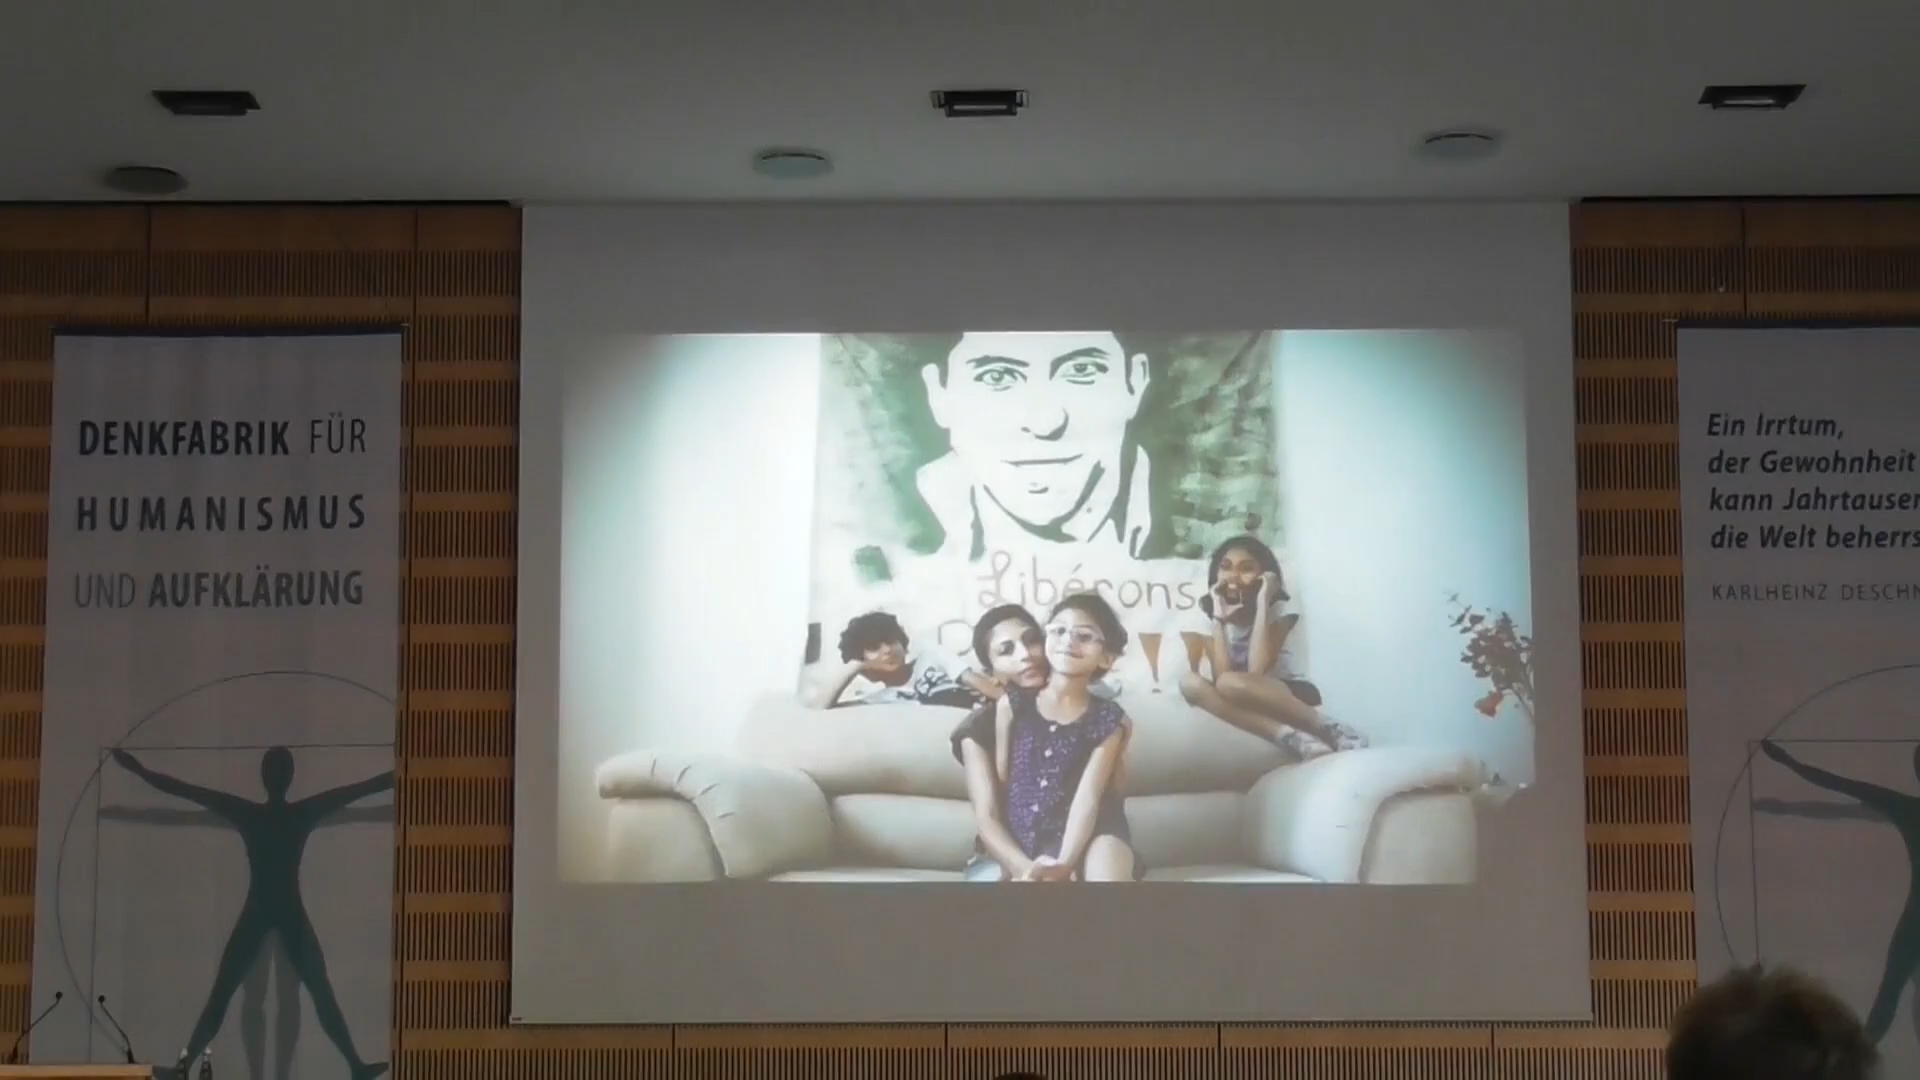 DENKFABRIK FÜR
HUMANISMUS
UND AUFKLÄRUNG
Libérons
Ein Irrtum,
der Gewohnheit
kann Jahrtausen
die Welt beherrs
KARLHEINZ DESCHN